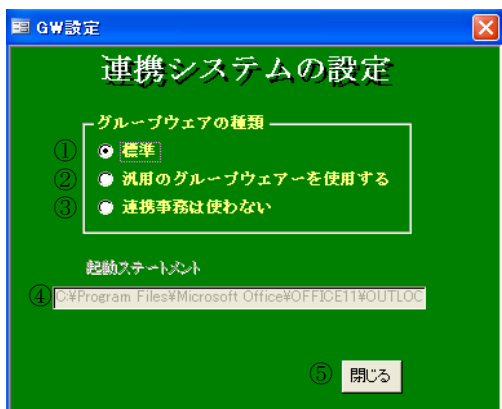 GW設定
連携システムの設定
グループウェアの種類
① 標準
② 汎用のグループウェアーを使用する
③ 連携事務は使わない
起動ステートメント
④ C:¥Program Files¥Microsoft Office¥OFFICE11¥OUTLOC
⑤ 閉じる